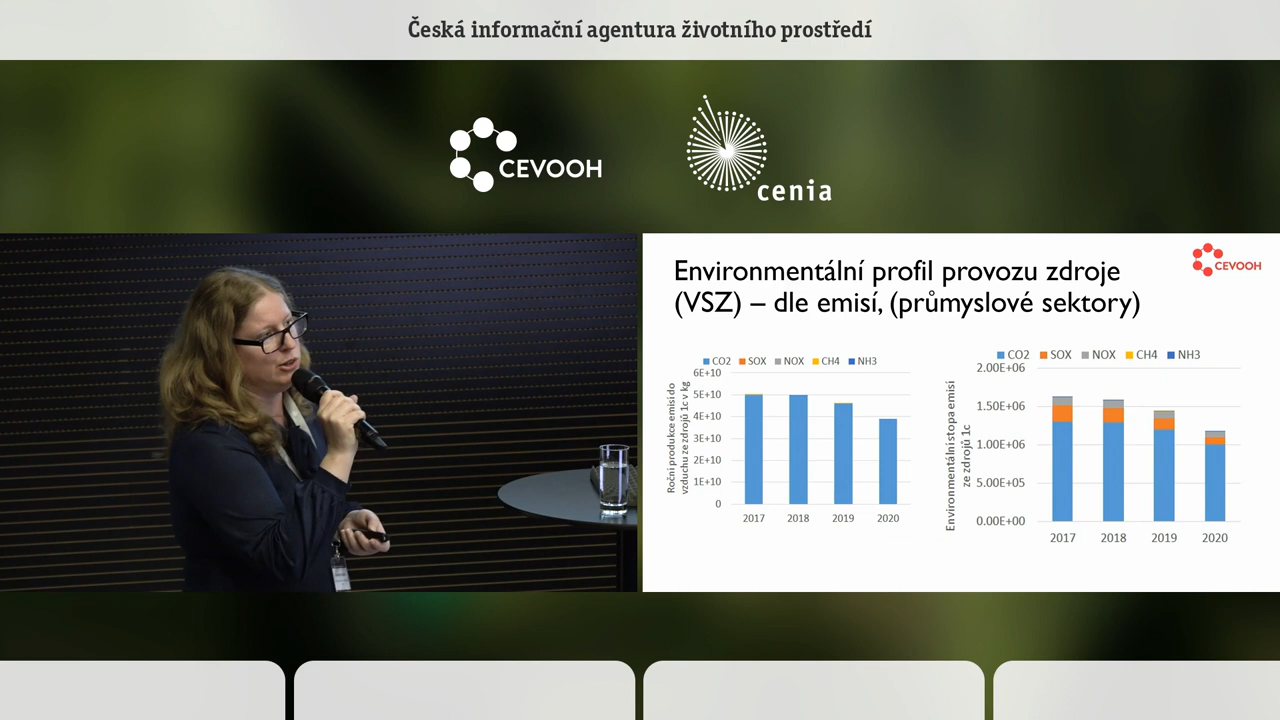 Česká informační agentura životního prostředí
CEVOOH
cenia
Environmentální profil provozu zdroje
(VSZ) – dle emisí, (průmyslové sektory)
CEVOOH
CO2 SOX NOX CH4 NH3
Roční produkce emisí do
vzduchu ze zdrojů 1c v kg
6E+10
5E+10
4E+10
3E+10
2E+10
1E+10
0
2017 2018 2019 2020
CO2 SOX NOX CH4 NH3
Environmentální stopa emisí
ze zdrojů 1c
2.00E+06
1.50E+06
1.00E+06
5.00E+05
0.00E+00
2017 2018 2019 2020